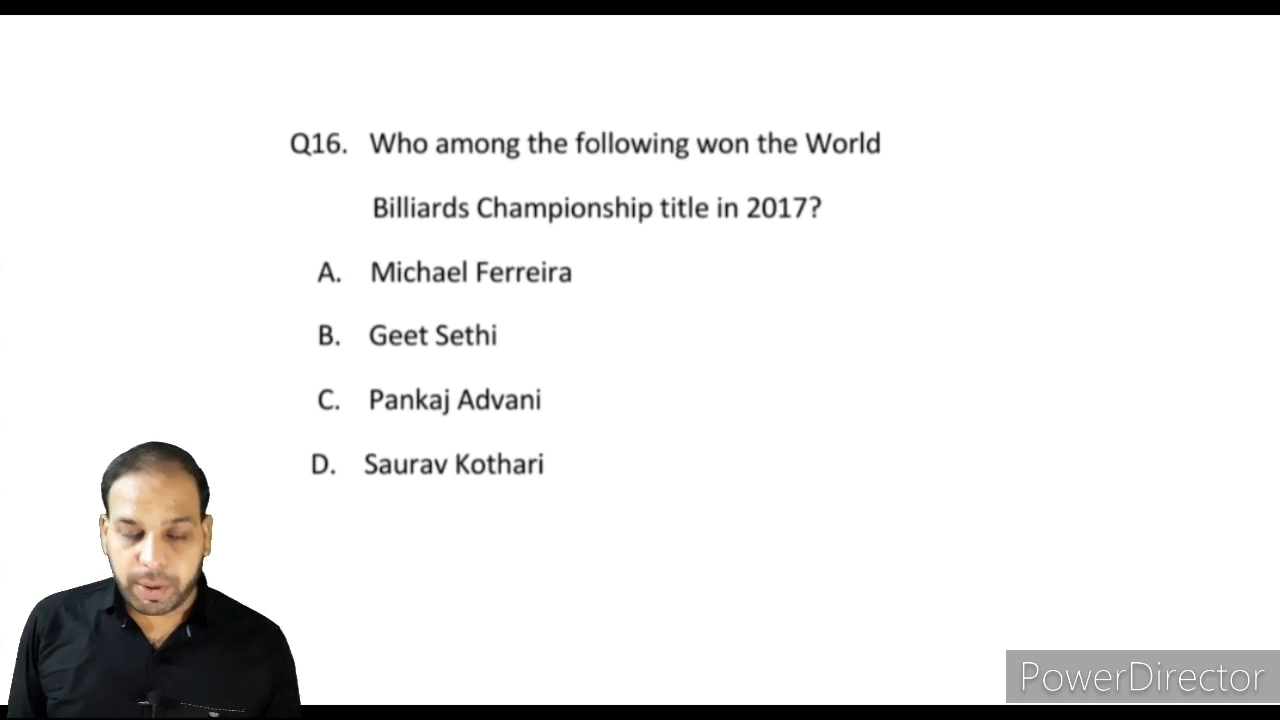 Q16. Who among the following won the World
Billiards Championship title in 2017?
A. Michael Ferreira
B. Geet Sethi
C. Pankaj Advani
D. Saurav Kothari
PowerDirector